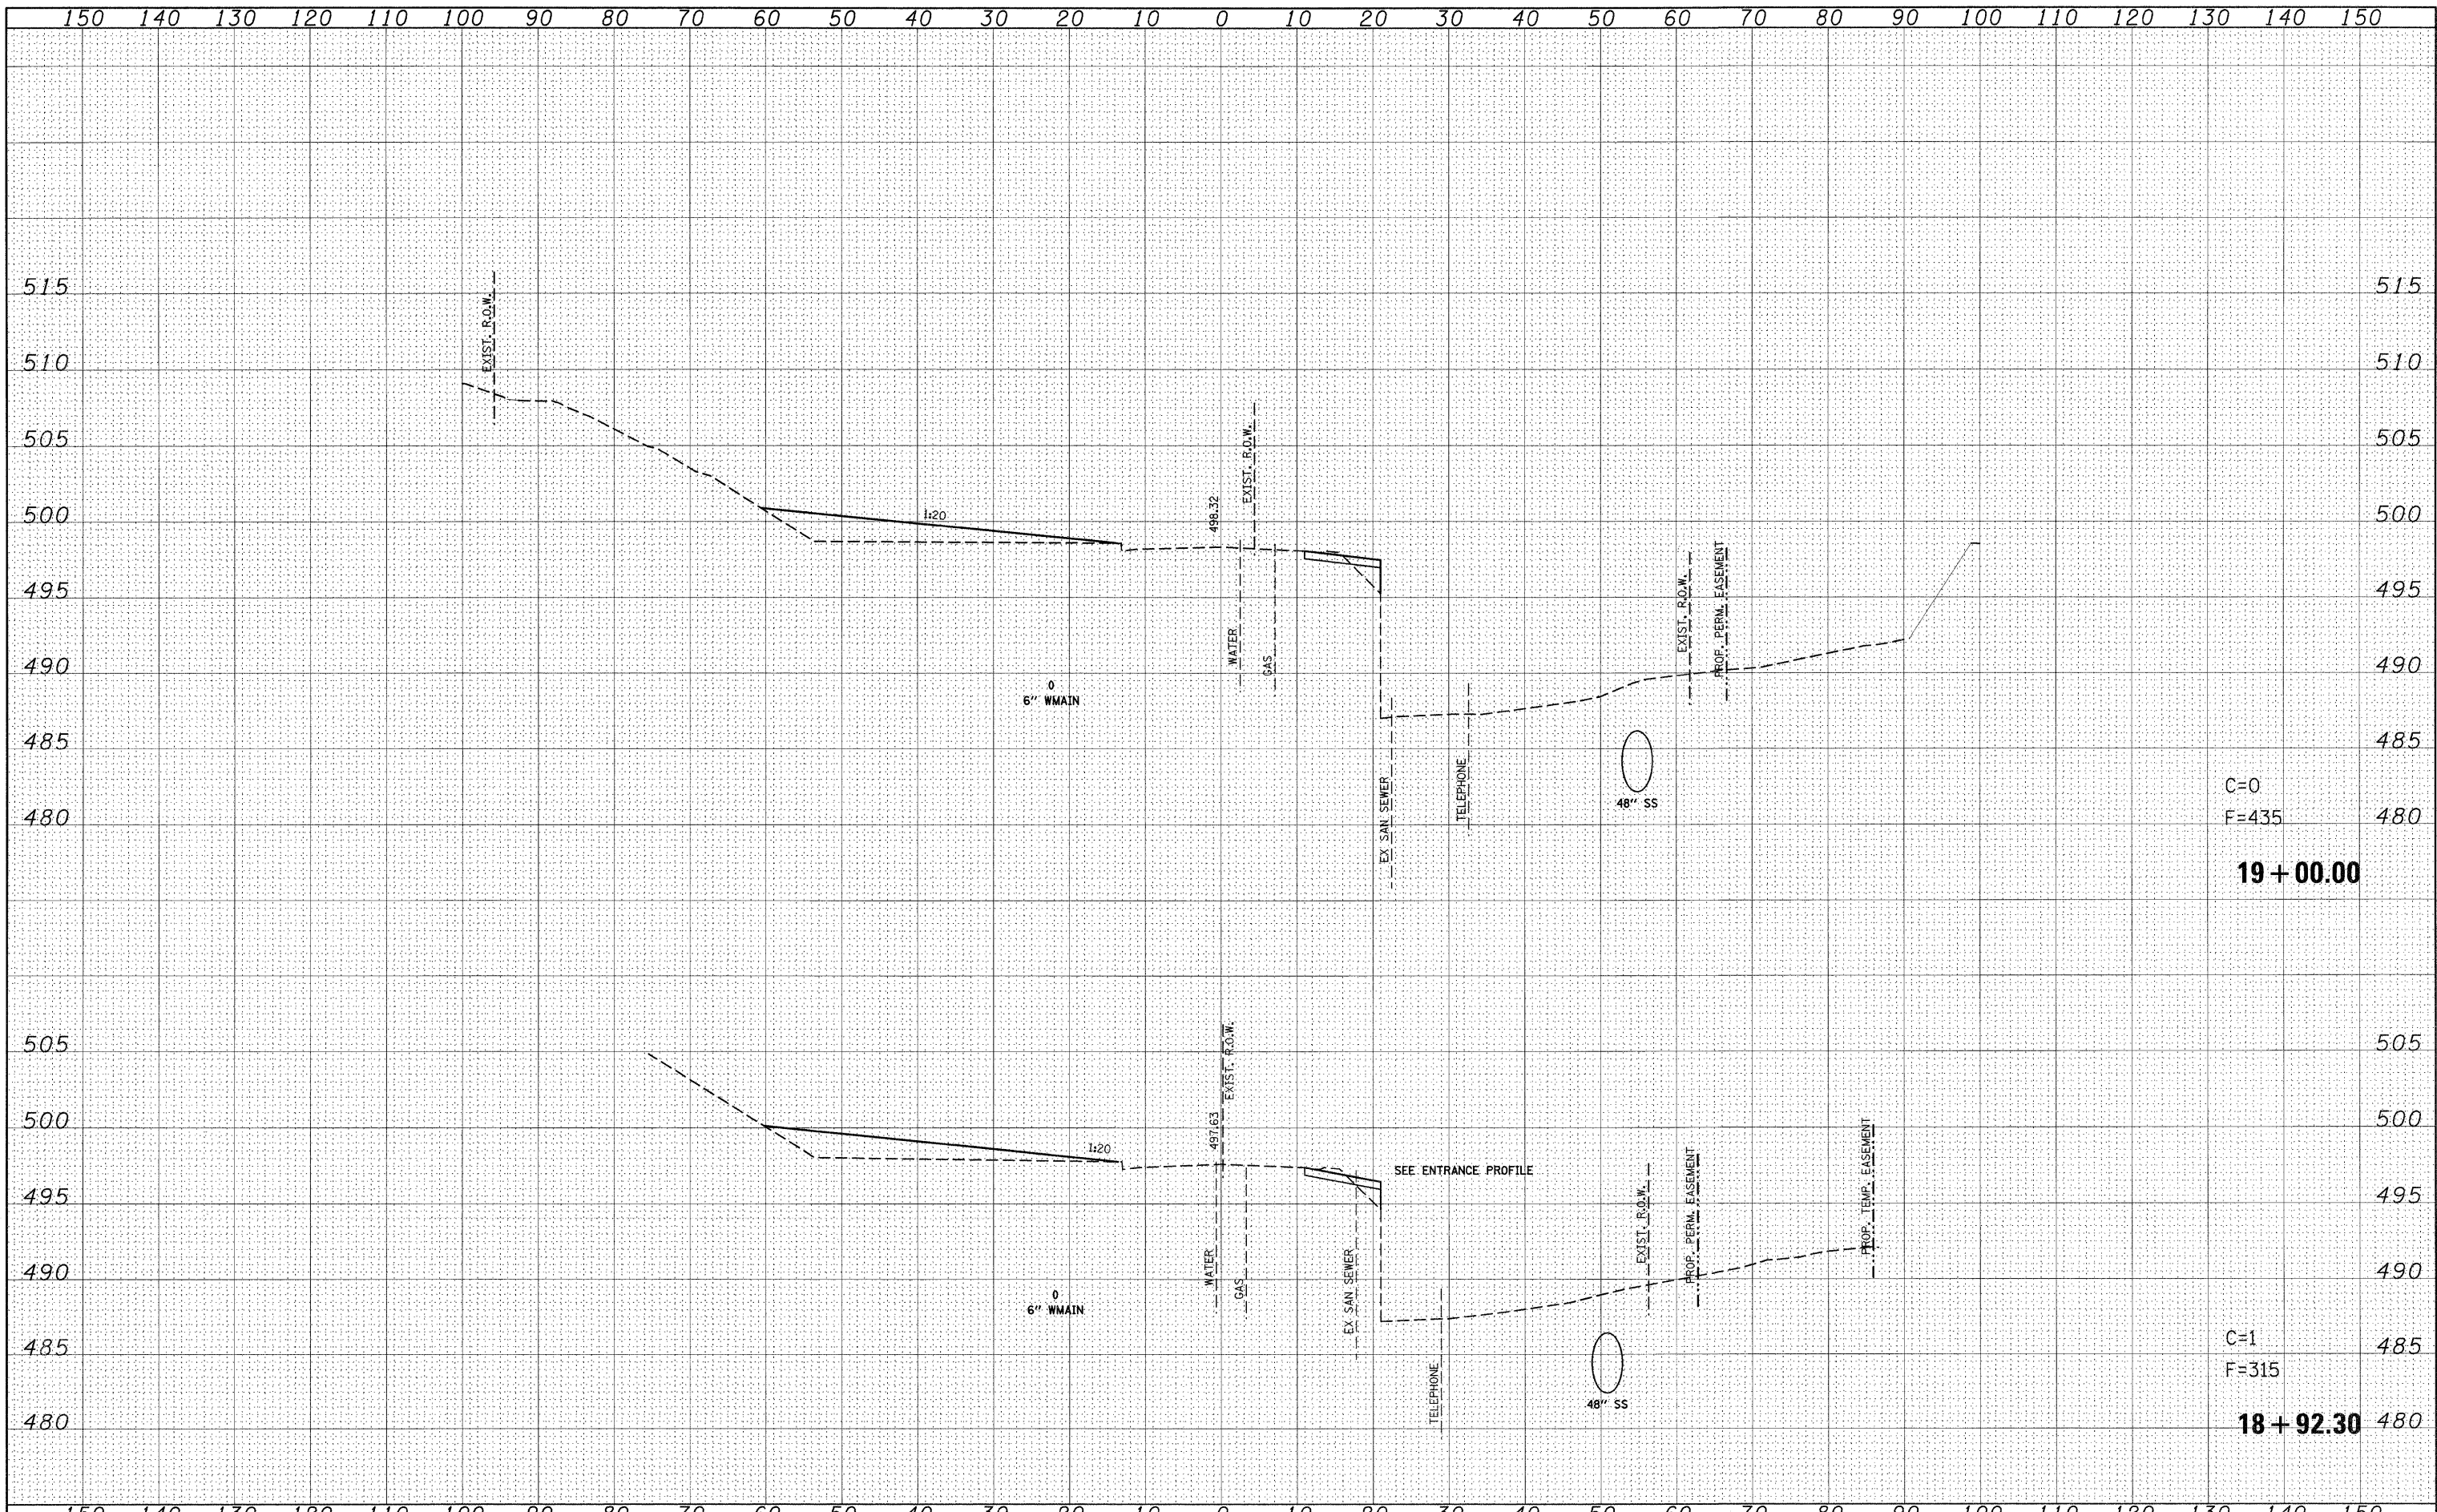 150 140 130 120 110 100 90 80 70 60 50 40 30 20 10 0 10 20 30 40 50 60 70 80 90 100 110 120 130 140 150
515 515
EXIST. R.O.W.
510 510
505 505
EXIST. R.O.W.
500 500
1:20
498.32
495 495
EXIST. R.O.W.
PROP. PERM. EASEMENT
WATER
GAS
490 490
0
6" WMAIN
485 485
EX SAN SEWER
TELEPHONE
48" SS
C=0
480 F=435 480
19+00.00
505 505
EXIST. R.O.W.
500 500
497.63
1:20
SEE ENTRANCE PROFILE
495 495
EXIST. R.O.W.
PROP. PERM. EASEMENT
PROP. TEMP. EASEMENT
WATER
GAS
EX SAN SEWER
490 490
0
6" WMAIN
485 485
C=1
F=315
TELEPHONE
48" SS
480 18+92.30 480
150 140 130 120 110 100 90 80 70 60 50 40 30 20 10 0 10 20 30 40 50 60 70 80 90 100 110 120 130 140 150